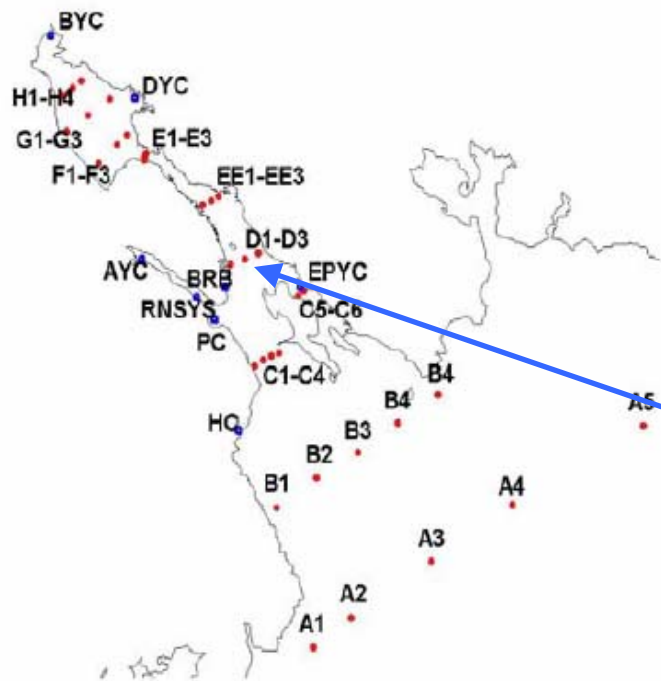 BYC
DYC
H1-H4
G1-G3
E1-E3
F1-F3
EE1-EE3
D1-D3
AYC
BRB
EPYC
RNSYS
C5-C6
PC
C1-C4
B4
B4
A5
HC
B3
B2
B1
A4
A3
A2
A1